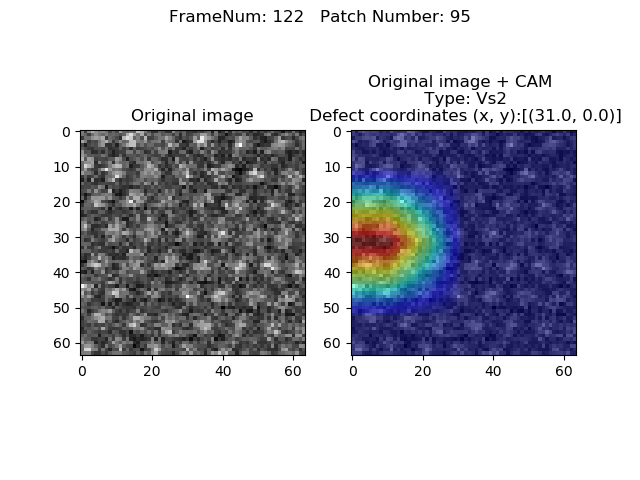 FrameNum: 122   Patch Number: 95
Original image
Original image + CAM
Type: Vs2
Defect coordinates (x, y):[(31.0, 0.0)]
0
10
20
30
40
50
60
0 20 40 60
0
10
20
30
40
50
60
0 20 40 60